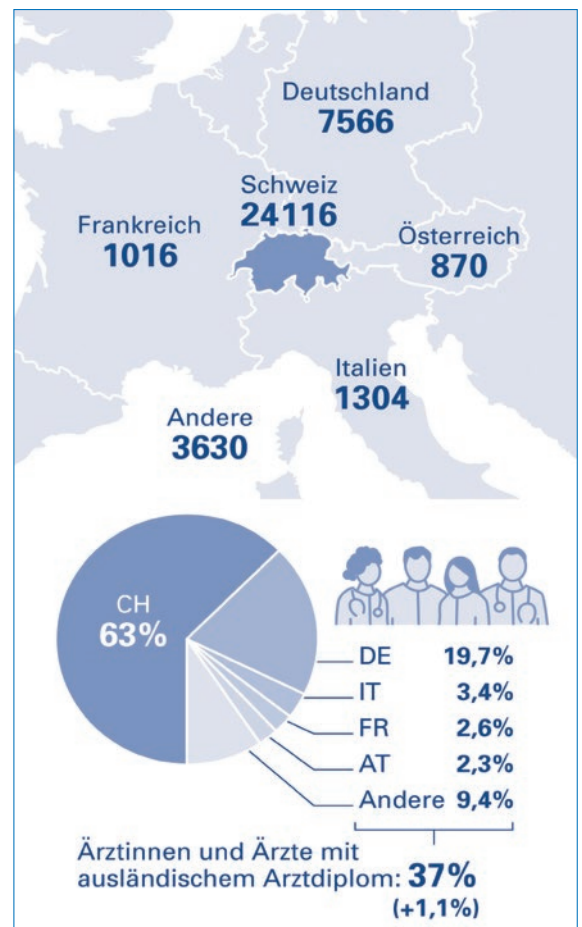 Deutschland
7566
Schweiz
24116
Frankreich
1016
Österreich
870
Italien
1304
Andere
3630
CH
63%
DE 19,7%
IT 3,4%
FR 2,6%
AT 2,3%
Andere 9,4%
Ärztinnen und Ärzte mit
ausländischem Arztdiplom: 37%
(+1,1%)